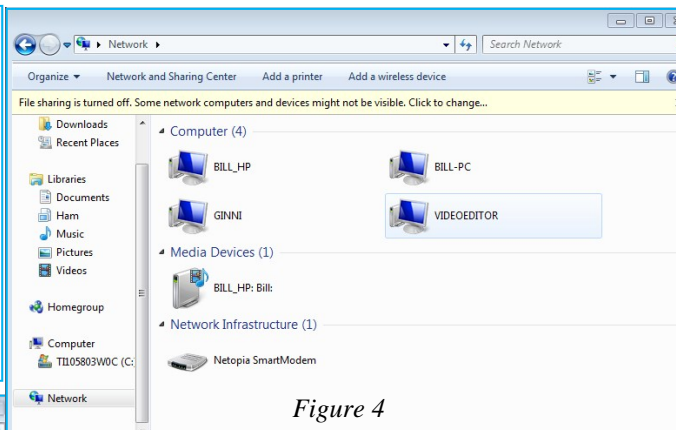 Network
Search Network
Organize Network and Sharing Center Add a printer Add a wireless device
File sharing is turned off. Some network computers and devices might not be visible. Click to change...
Downloads
Recent Places
Libraries
Documents
Ham
Music
Pictures
Videos
Homegroup
Computer
TI105803W0C (C:
Network
Computer (4)
BILL_HP BILL-PC
GINNI VIDEOEDITOR
Media Devices (1)
BILL_HP: Bill:
Network Infrastructure (1)
Netopia SmartModem
Figure 4